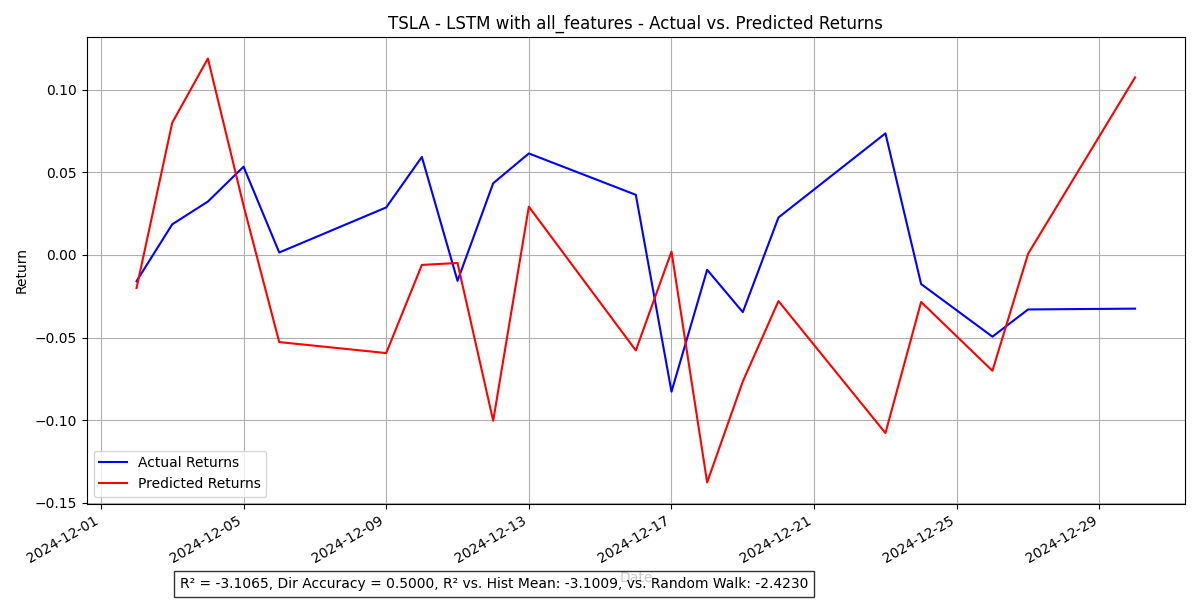 TSLA - LSTM with all_features - Actual vs. Predicted Returns
0.10
0.05
0.00
−0.05
−0.10
−0.15
Return
Actual Returns
Predicted Returns
2024-12-01
2024-12-05
2024-12-09
2024-12-13
2024-12-17
2024-12-21
2024-12-25
2024-12-29
Date
R² = -3.1065, Dir Accuracy = 0.5000, R² vs. Hist Mean: -3.1009, vs. Random Walk: -2.4230